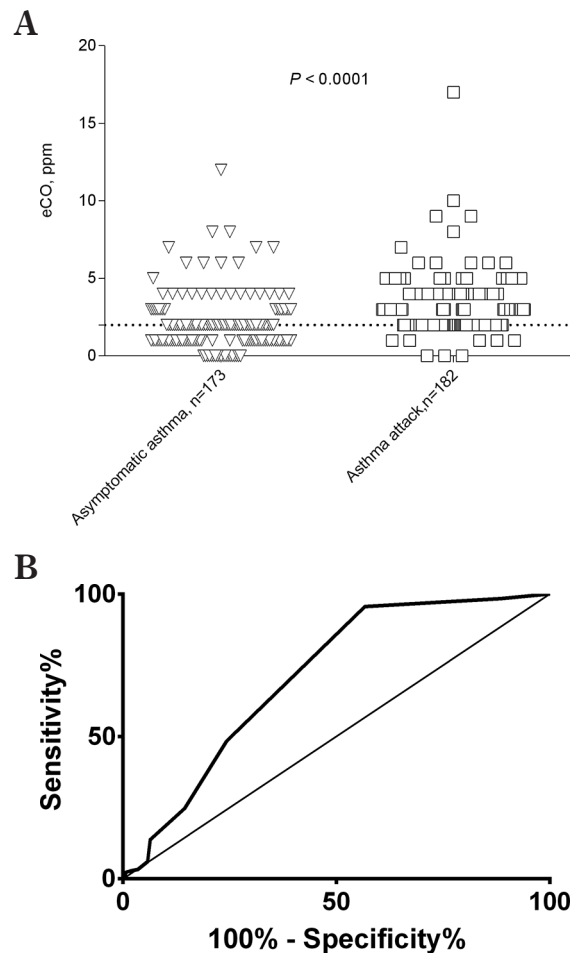 A
20
P < 0.0001
15
eCO, ppm
10
5
0
Asymptomatic asthma, n=173
Asthma attack,n=182
B
100
Sensitivity%
50
0
0
50
100
100% - Specificity%